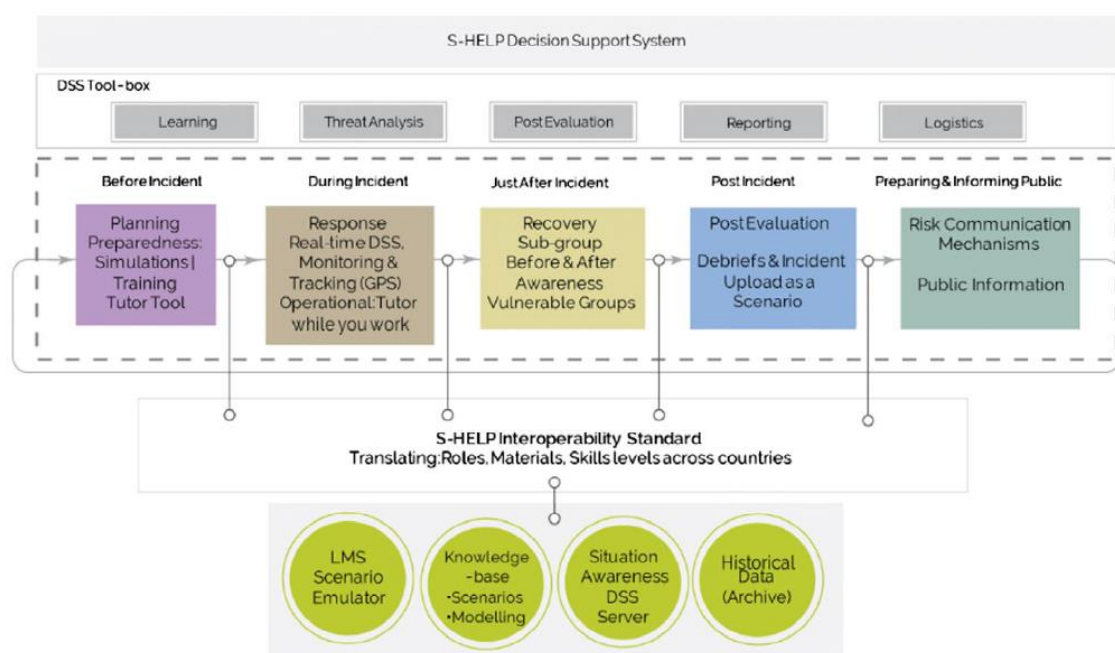 S-HELP Decision Support System
DSS Tool-box
Learning
Threat Analysis
Post Evaluation
Reporting
Logistics
Before Incident
During Incident
Just After Incident
Post Incident
Preparing & Informing Public
Planning
Preparedness:
Simulations|
Training
Tutor Tool
Response
Real-time DSS,
Monitoring &
Tracking (GPS)
Operational:Tutor
while you work
Recovery
Sub-group
Before & After
Awareness
Vulnerable Groups
Post Evaluation
Debriefs & Incident
Upload as a
Scenario
Risk Communication
Mechanisms
Public Information
S-HELP Interoperability Standard
Translating:Roles, Materials, Skills levels across countries
LMS
Scenario
Emulator
Knowledge
-base
•Scenarios
•Modelling
Situation
Awareness
DSS
Server
Historical
Data
(Archive)